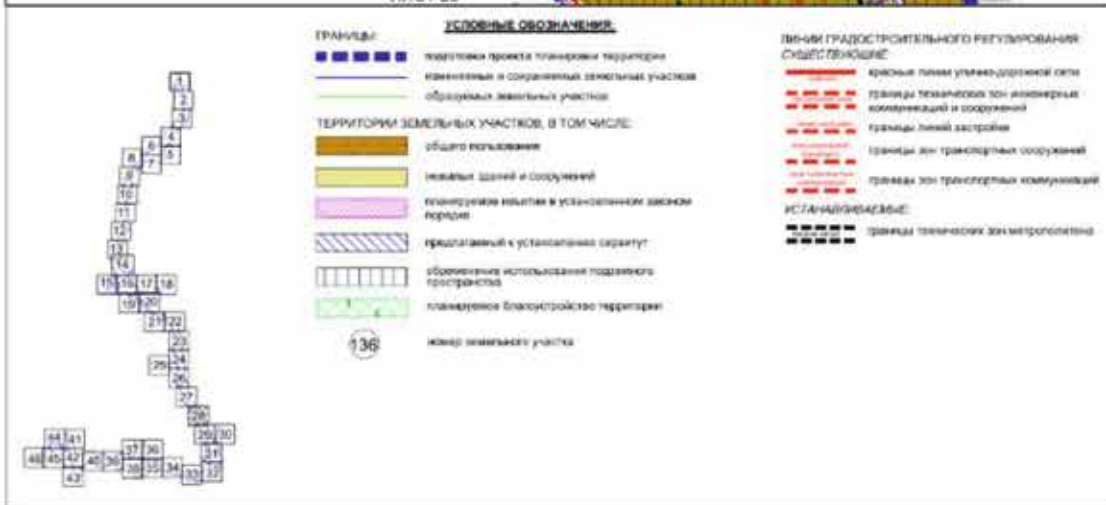 УСЛОВНЫЕ ОБОЗНАЧЕНИЯ:
ГРАНИЦЫ:
подготовки проекта планировки территории
изменяемых и сохраняемых земельных участков
образуемых земельных участков
ТЕРРИТОРИИ ЗЕМЕЛЬНЫХ УЧАСТКОВ, В ТОМ ЧИСЛЕ:
общего пользования
нежилых зданий и сооружений
планируемое изъятие в установленном законом
порядке
предлагаемый к установлению сервитут
обременение использования подземного
пространства
планируемое благоустройство территории
136
номер земельного участка
ЛИНИИ ГРАДОСТРОИТЕЛЬНОГО РЕГУЛИРОВАНИЯ:
СУЩЕСТВУЮЩИЕ:
красные линии улично-дорожной сети
границы технических зон инженерных
коммуникаций и сооружений
границы линий застройки
границы зон транспортных сооружений
границы зон транспортных коммуникаций
УСТАНАВЛИВАЕМЫЕ:
границы технических зон метрополитена
1
2
3
4
5
6
7
8
9
10
11
12
13
14
15 16 17 18
19 20
21 22
23
24
25
26
27
28
29 30
31
32
33
34
35
36
37
41
42
43
44
45